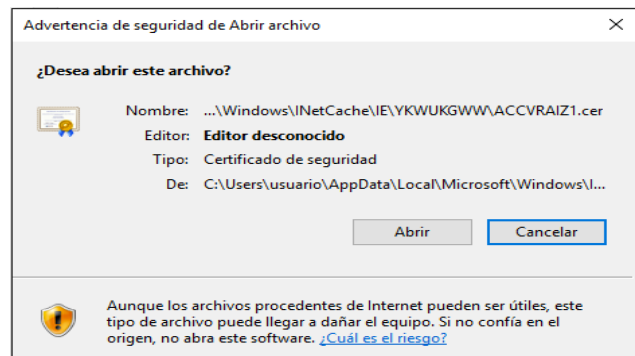 Advertencia de seguridad de Abrir archivo
¿Desea abrir este archivo?
Nombre: ...\Windows\INetCache\IE\YKWUKGWW\ACCVRAIZ1.cer
Editor: Editor desconocido
Tipo: Certificado de seguridad
De: C:\Users\usuario\AppData\Local\Microsoft\Windows\I...
Abrir Cancelar
Aunque los archivos procedentes de Internet pueden ser útiles, este
tipo de archivo puede llegar a dañar el equipo. Si no confía en el
origen, no abra este software. ¿Cuál es el riesgo?